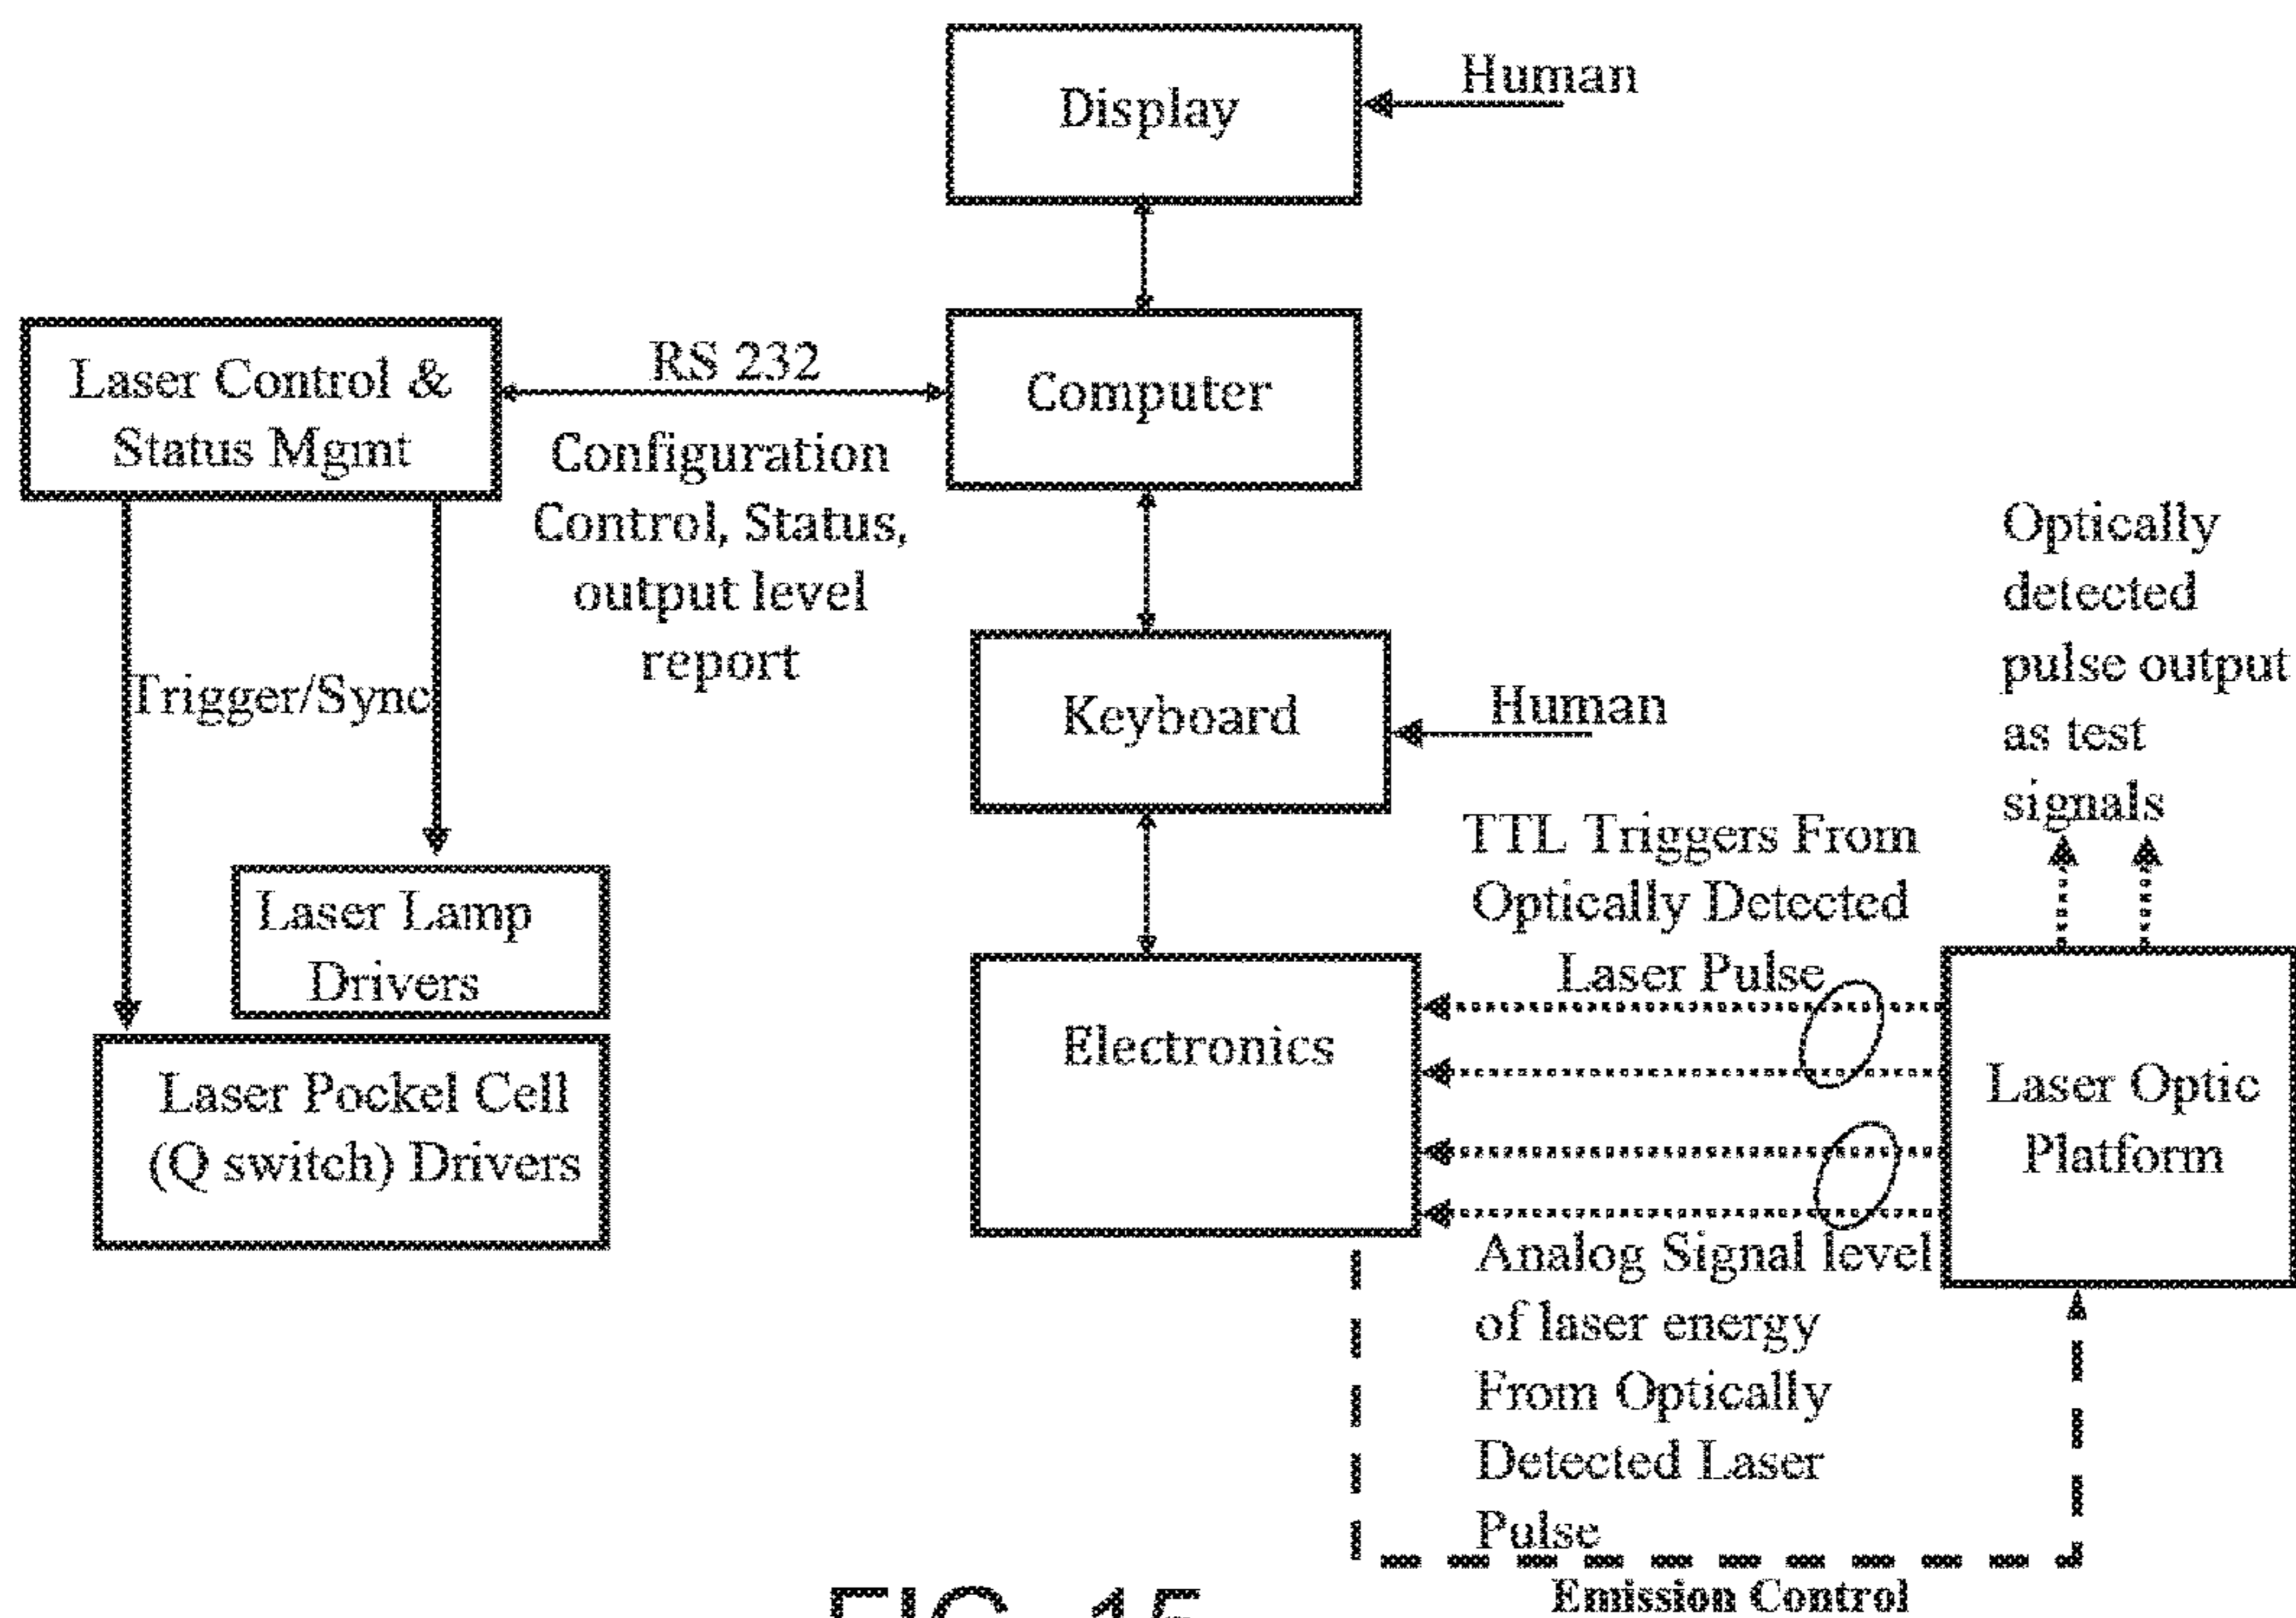 Display
Human
Laser Control &
Status Mgmt
RS 232
Configuration
Control, Status,
output level
report
Computer
Trigger/Sync
Keyboard
Human
Optically
detected
pulse output
as test
signals
Laser Lamp
Drivers
Laser Pockel Cell
(Q switch) Drivers
Electronics
TTL Triggers From
Optically Detected
Laser Pulse
Laser Optic
Platform
Analog Signal level
of laser energy
From Optically
Detected Laser
Pulse
Emission Control
FIG. 15